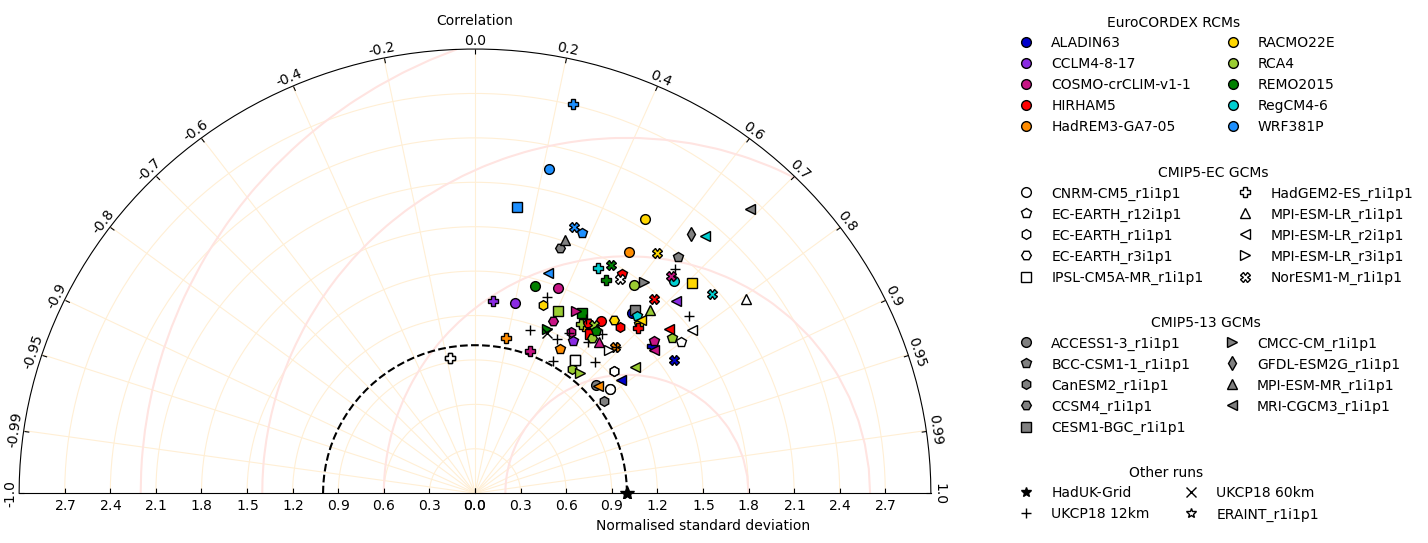 Correlation
-1.0
-0.99
-0.95
-0.9
-0.8
-0.7
-0.6
-0.4
-0.2
0.0
0.2
0.4
0.6
0.7
0.8
0.9
0.95
0.99
1.0
2.7 2.4 2.1 1.8 1.5 1.2 0.9 0.6 0.3 0.0 0.3 0.6 0.9 1.2 1.5 1.8 2.1 2.4 2.7
Normalised standard deviation
EuroCORDEX RCMs
ALADIN63 RACMO22E
CCLM4-8-17 RCA4
COSMO-crCLIM-v1-1 REMO2015
HIRHAM5 RegCM4-6
HadREM3-GA7-05 WRF381P
CMIP5-EC GCMs
CNRM-CM5_r1i1p1 HadGEM2-ES_r1i1p1
EC-EARTH_r12i1p1 MPI-ESM-LR_r1i1p1
EC-EARTH_r1i1p1 MPI-ESM-LR_r2i1p1
EC-EARTH_r3i1p1 MPI-ESM-LR_r3i1p1
IPSL-CM5A-MR_r1i1p1 NorESM1-M_r1i1p1
CMIP5-13 GCMs
ACCESS1-3_r1i1p1 CMCC-CM_r1i1p1
BCC-CSM1-1_r1i1p1 GFDL-ESM2G_r1i1p1
CanESM2_r1i1p1 MPI-ESM-MR_r1i1p1
CCSM4_r1i1p1 MRI-CGCM3_r1i1p1
CESM1-BGC_r1i1p1
Other runs
HadUK-Grid UKCP18 60km
UKCP18 12km ERAINT_r1i1p1